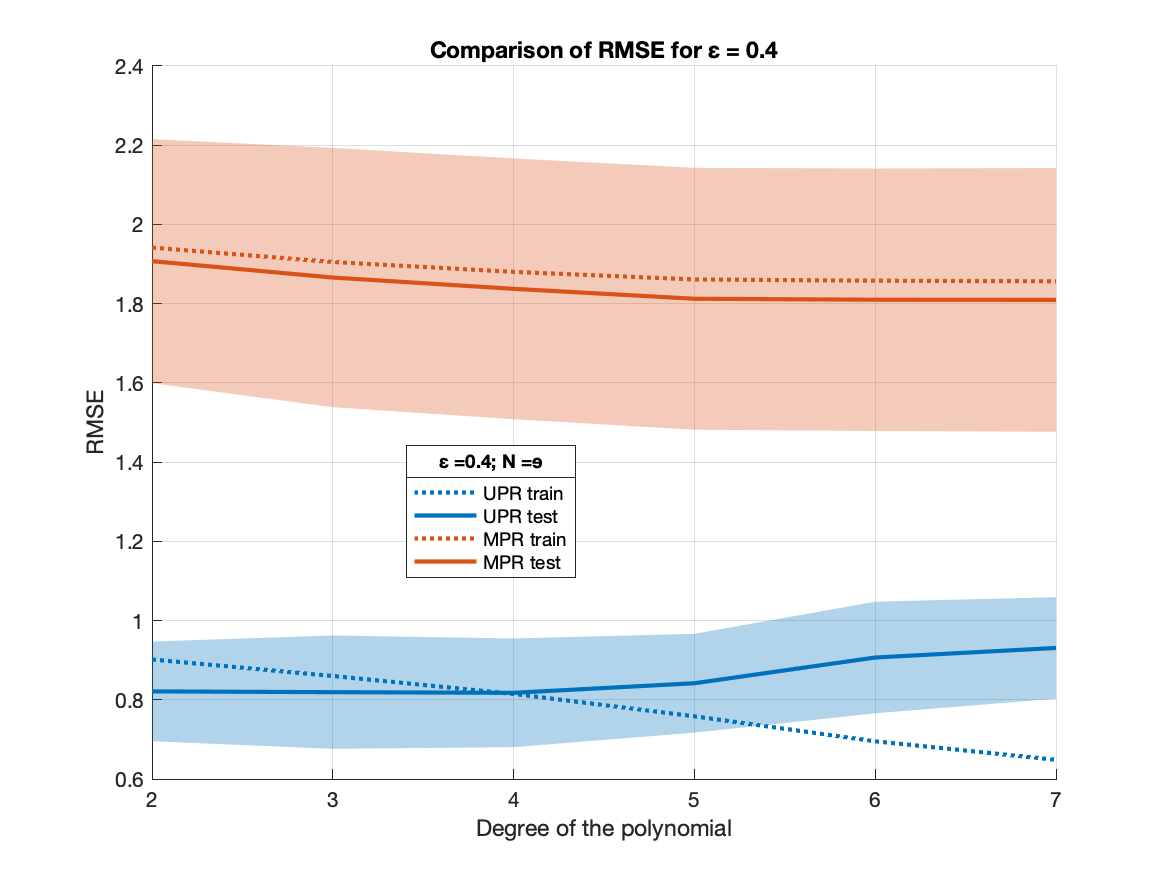 Comparison of RMSE for ε = 0.4
2.4
2.2
2
1.8
1.6
1.4
1.2
1
0.8
0.6
RMSE
ε =0.4; N =ɘ
UPR train
UPR test
MPR train
MPR test
2 3 4 5 6 7
Degree of the polynomial